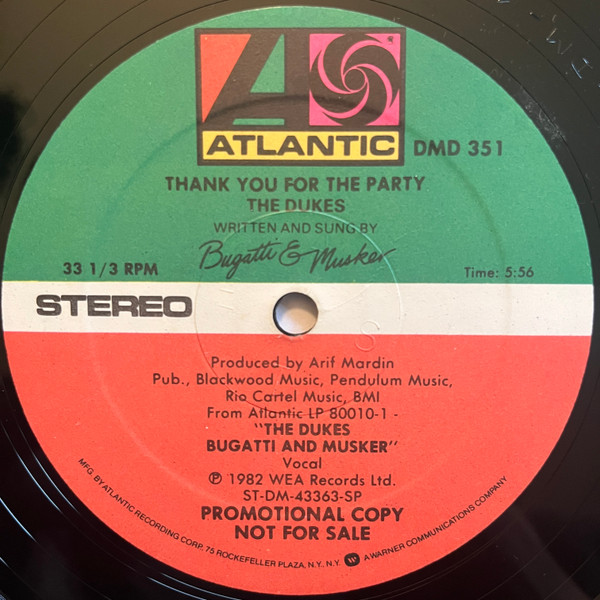 ATLANTIC
DMD 351
THANK YOU FOR THE PARTY
THE DUKES
WRITTEN AND SUNG BY
Bugatti & Musker
33 1/3 RPM
Time: 5:56
STEREO
Produced by Arif Mardin
Pub., Blackwood Music, Pendulum Music,
Rio Cartel Music, BMI
From Atlantic LP 80010-1 -
"THE DUKES
BUGATTI AND MUSKER"
Vocal
℗ 1982 WEA Records Ltd.
ST-DM-43363-SP
PROMOTIONAL COPY
NOT FOR SALE
MFG. BY ATLANTIC RECORDING CORP. 75 ROCKEFELLER PLAZA, N.Y., N.Y. A WARNER COMMUNICATIONS COMPANY